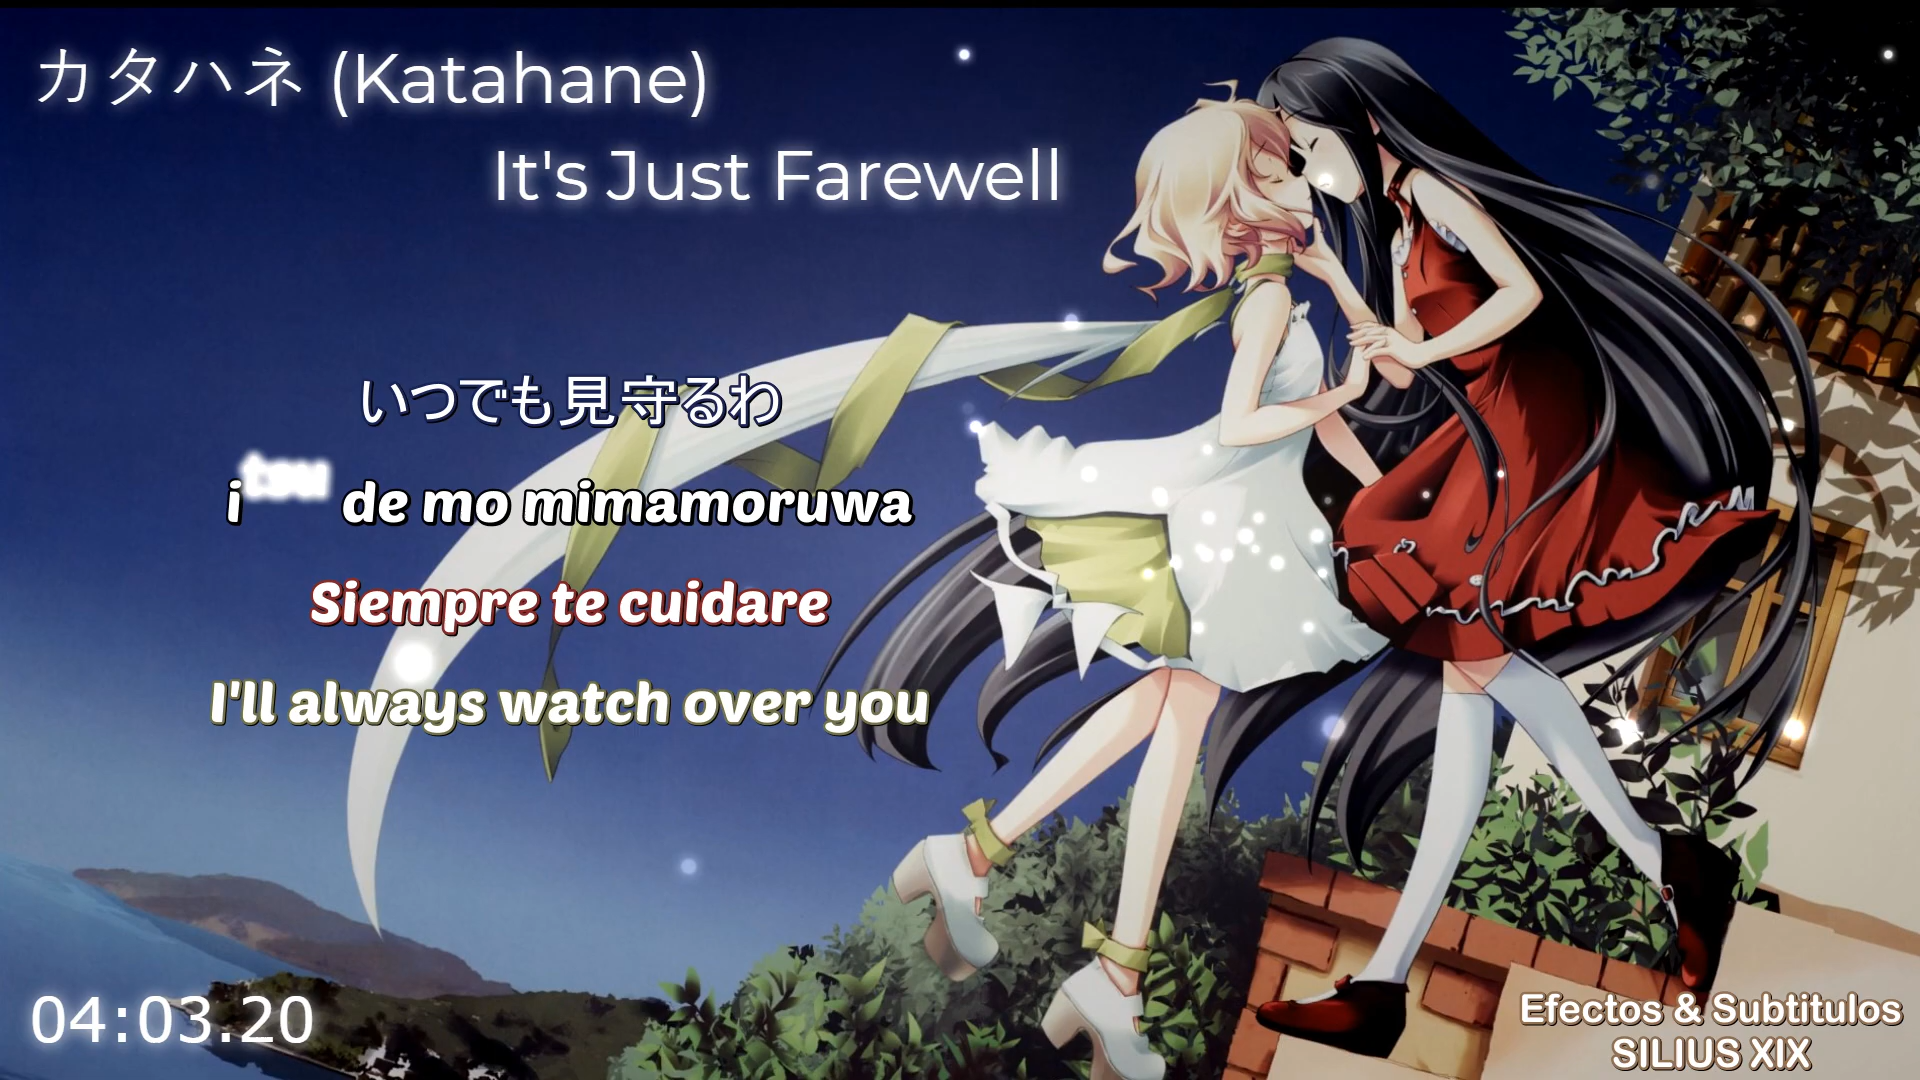 カタハネ (Katahane)
It's Just Farewell
いつでも見守るわ
i tsu de mo mimamoruwa
Siempre te cuidare
I'll always watch over you
04:03.20
Efectos & Subtitulos
SILIUS XIX